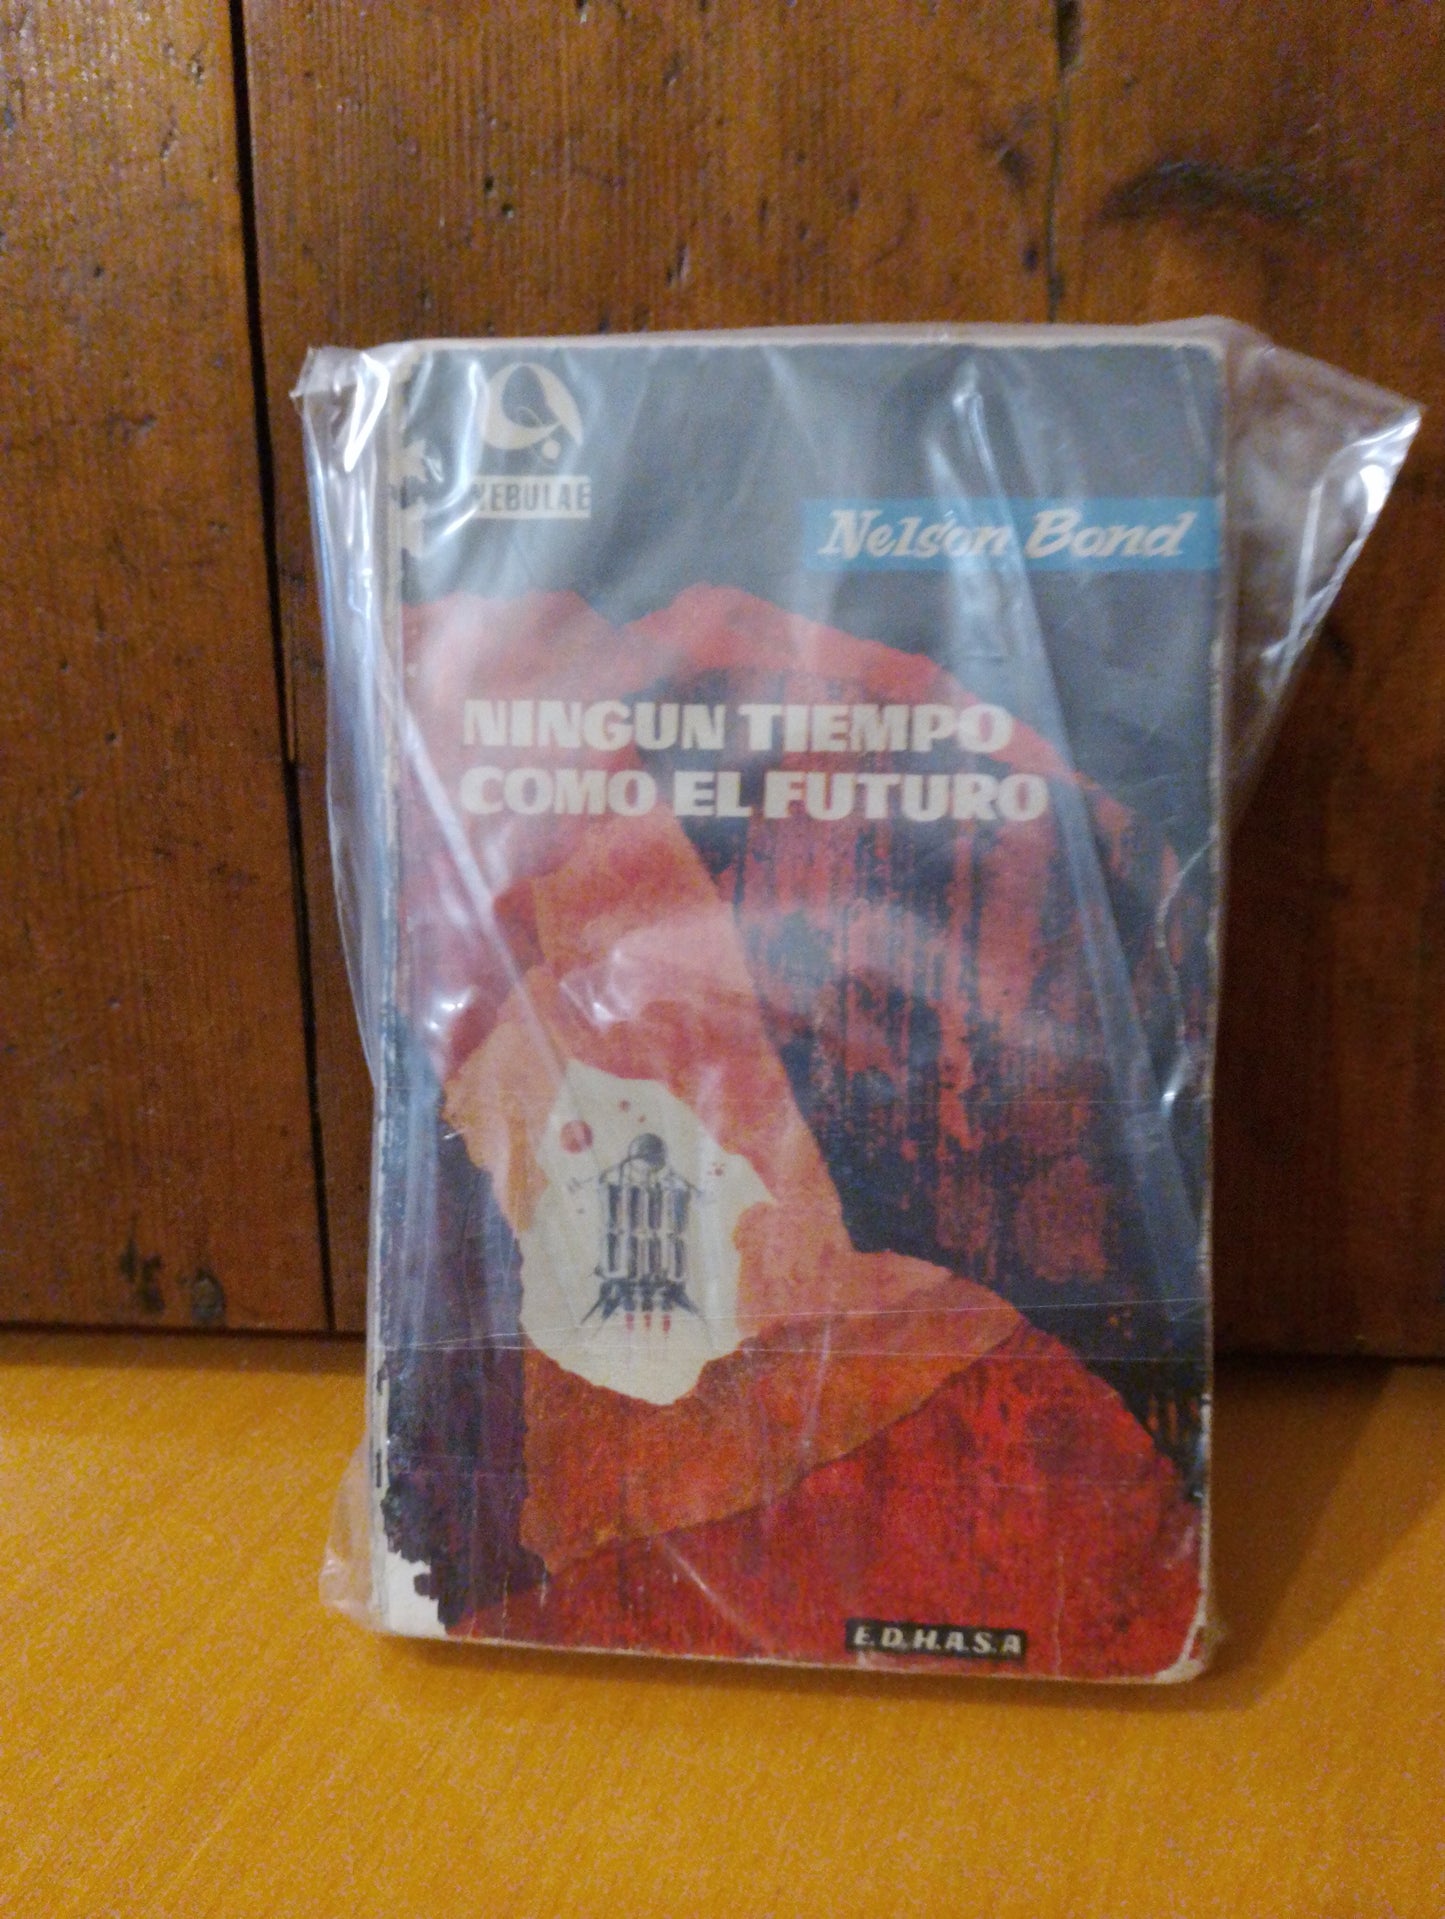 NEBULAE
Nelson Bond
NINGUN TIEMPO
COMO EL FUTURO
E.D.H.A.S.A